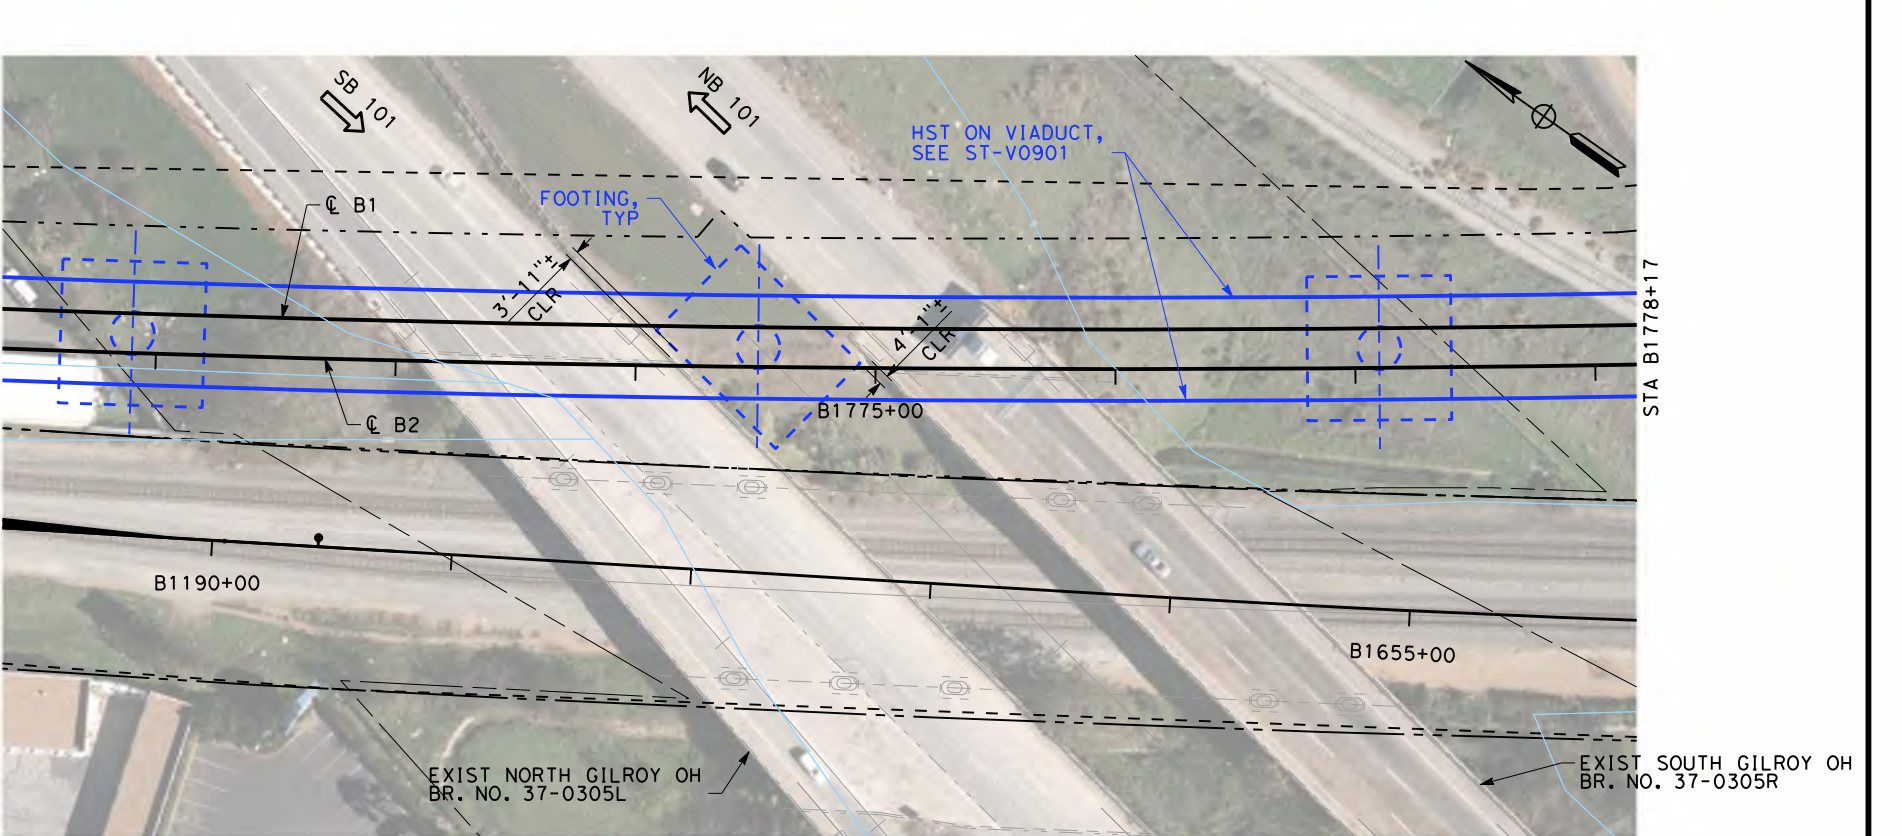 SB 101
NB 101
HST ON VIADUCT,
SEE ST-V0901
FOOTING,
TYP
℄ B1
3'-11"±
CLR
4'-1"±
CLR
STA B1778+17
B1775+00
℄ B2
B1190+00
B1655+00
EXIST NORTH GILROY OH
BR. NO. 37-0305L
EXIST SOUTH GILROY OH
BR. NO. 37-0305R